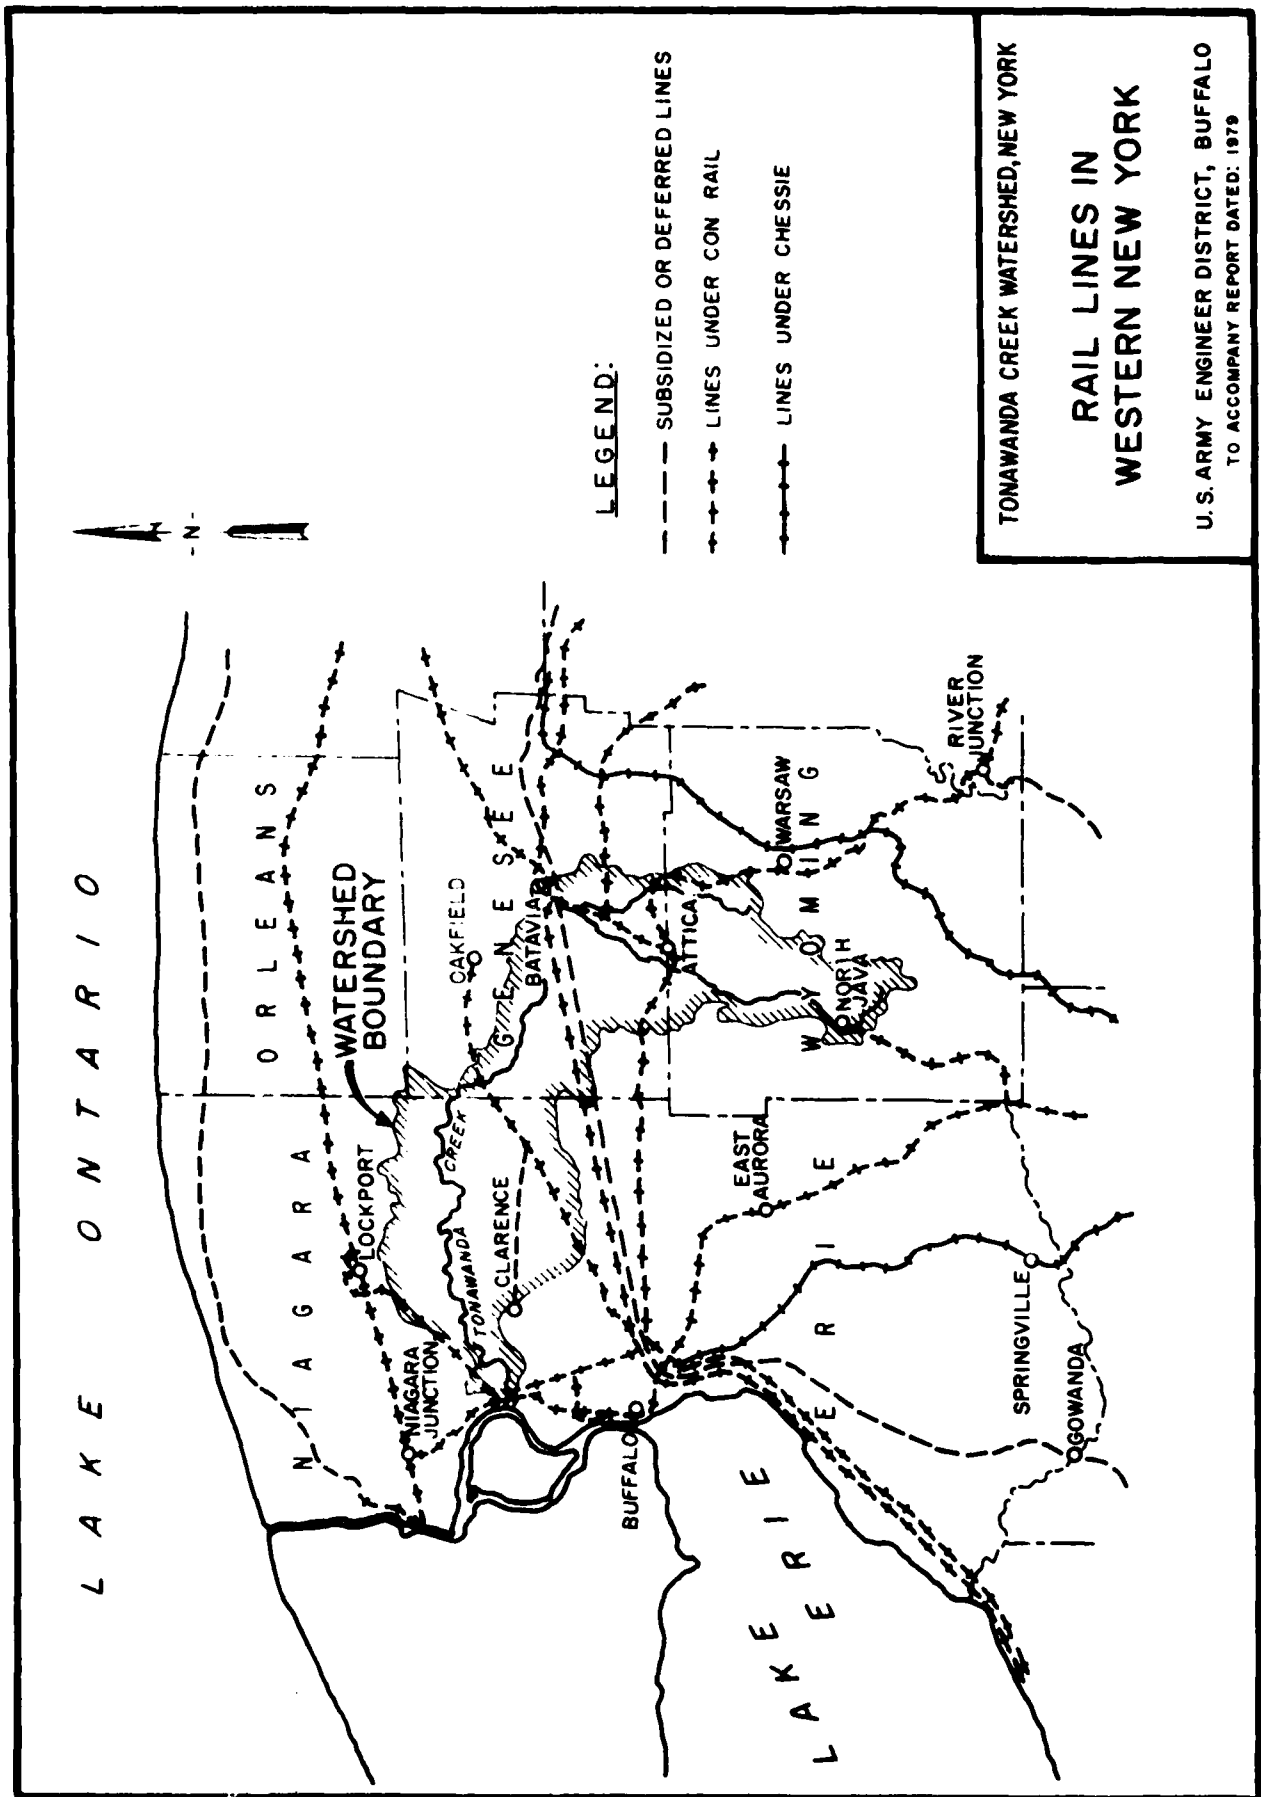 LAKE ONTARIO
ORLEANS
NIAGARA
WATERSHED
BOUNDARY
LOCKPORT
OAKFIELD
NIAGARA
JUNCTION
TONAWANDA
CREEK
CLARENCE
GENESEE
BATAVIA
BUFFALO
ATTICA
EAST
AURORA
WARSAW
WYOMING
NORTH
JAVA
RIVER
JUNCTION
ERIE
SPRINGVILLE
GOWANDA
LAKE
ERIE
- N -
LEGEND:
SUBSIDIZED OR DEFERRED LINES
LINES UNDER CON RAIL
LINES UNDER CHESSIE
TONAWANDA CREEK WATERSHED, NEW YORK
RAIL LINES IN
WESTERN NEW YORK
U.S. ARMY ENGINEER DISTRICT, BUFFALO
TO ACCOMPANY REPORT DATED: 1979